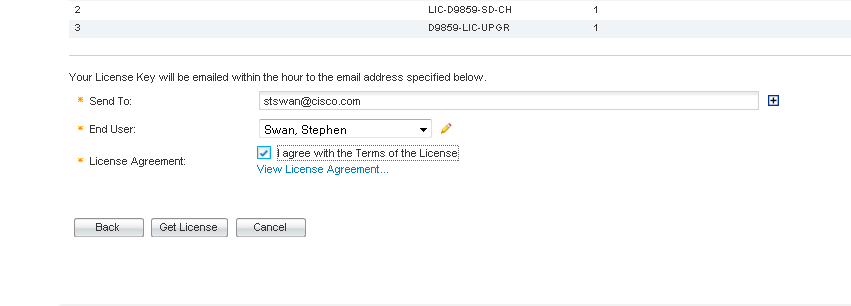 2 LIC-D9859-SD-CH 1
3 D9859-LIC-UPGR 1
Your License Key will be emailed within the hour to the email address specified below.
* Send To: stswan@cisco.com
* End User: Swan, Stephen
I agree with the Terms of the License
* License Agreement:
View License Agreement...
Back Get License Cancel